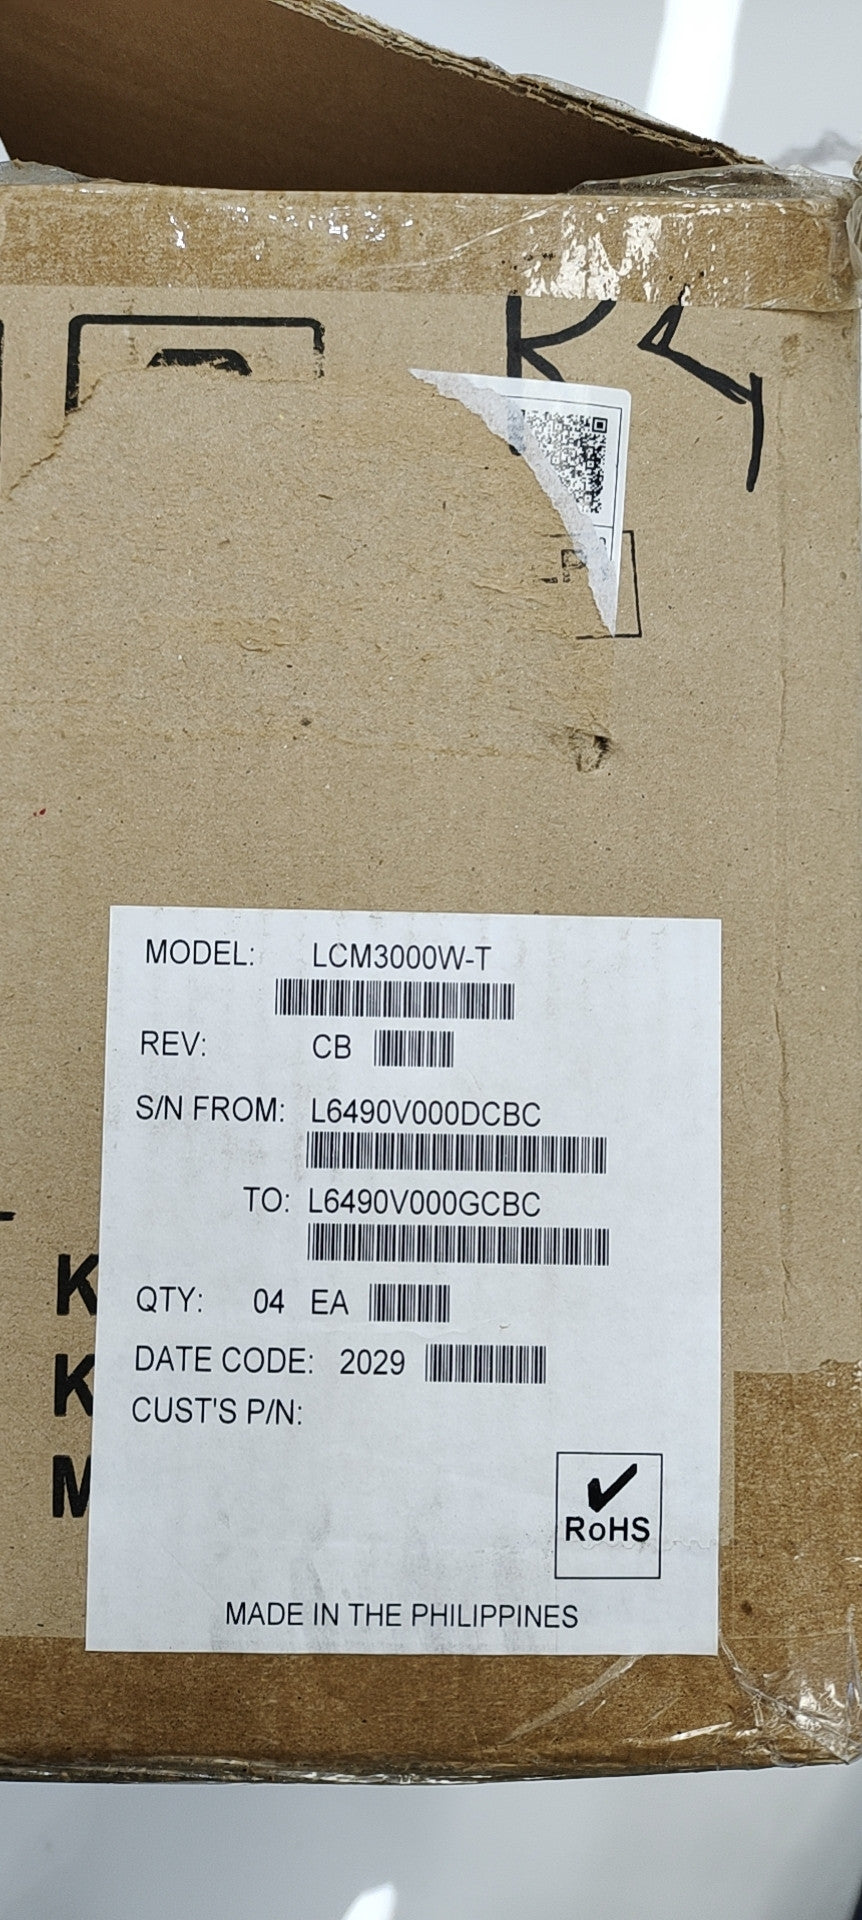 MODEL: LCM3000W-T
REV: CB
S/N FROM: L6490V000DCBC
TO: L6490V000GCBC
QTY: 04 EA
DATE CODE: 2029
CUST'S P/N:
RoHS
MADE IN THE PHILIPPINES
K
K
M